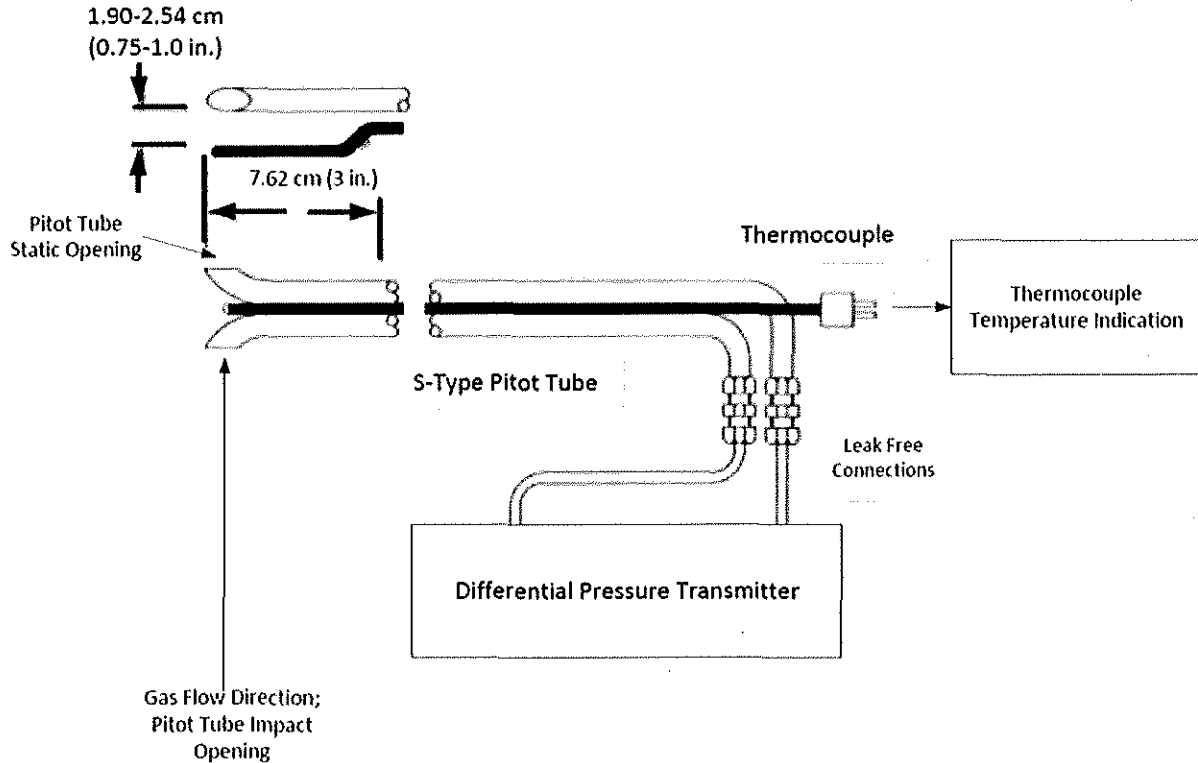 1.90-2.54 cm
(0.75-1.0 in.)
7.62 cm (3 in.)
Pitot Tube
Static Opening
Thermocouple
Thermocouple
Temperature Indication
S-Type Pitot Tube
Leak Free
Connections
Differential Pressure Transmitter
Gas Flow Direction;
Pitot Tube Impact
Opening